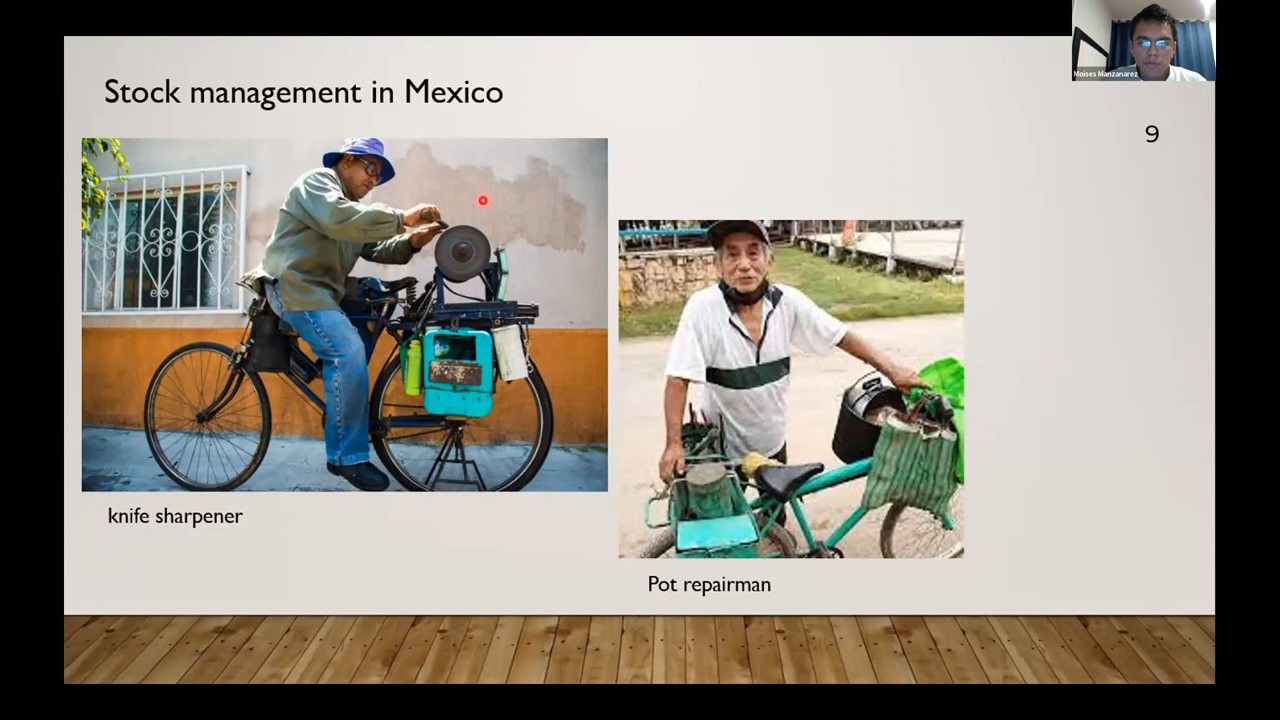 Stock management in Mexico
Moises Manzanarez
9
knife sharpener
Pot repairman